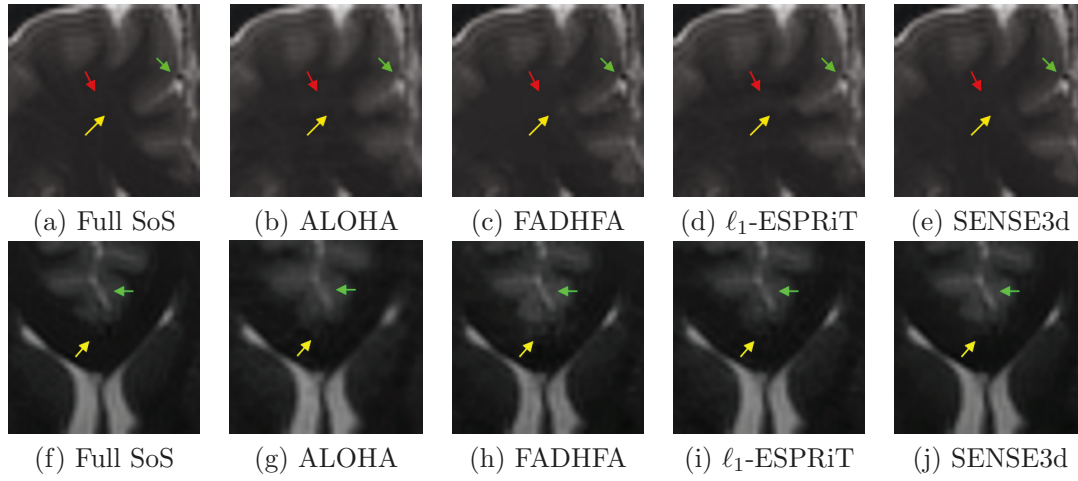 (a) Full SoS
(b) ALOHA
(c) FADHFA
(d) ℓ₁-ESPRiT
(e) SENSE3d
(f) Full SoS
(g) ALOHA
(h) FADHFA
(i) ℓ₁-ESPRiT
(j) SENSE3d